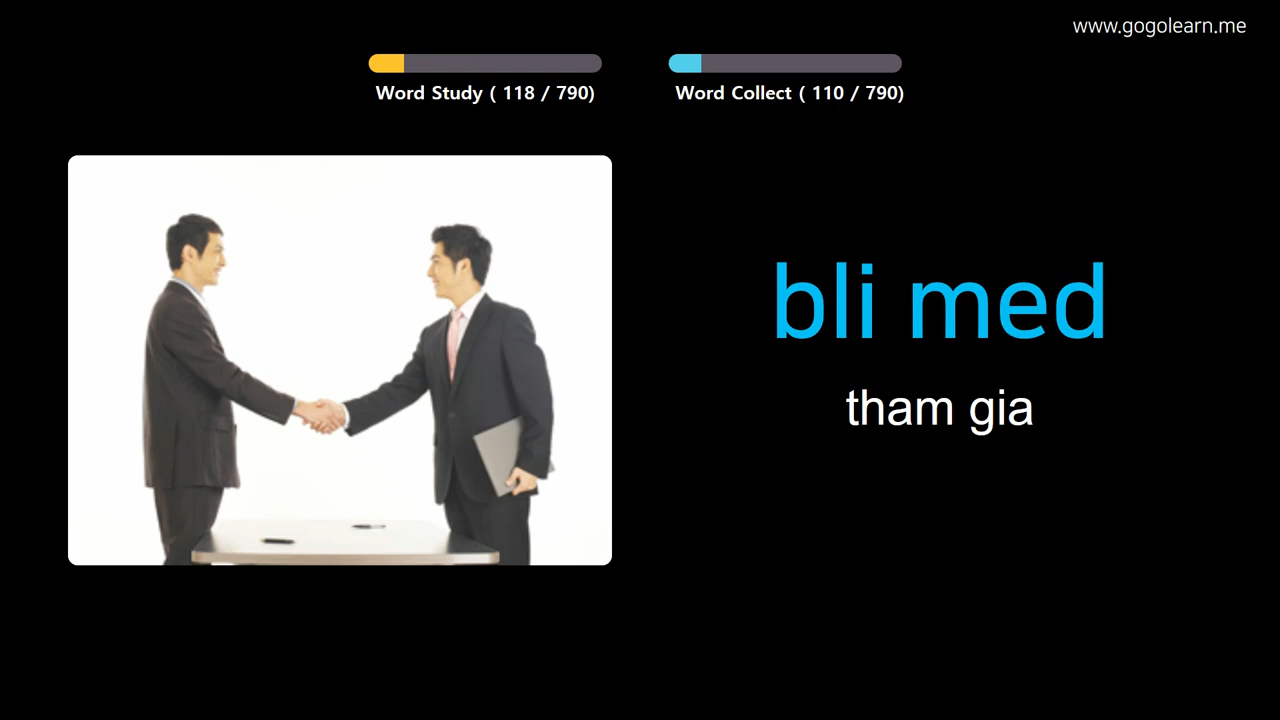 www.gogolearn.me
Word Study ( 118 / 790)
Word Collect ( 110 / 790)
bli med
tham gia